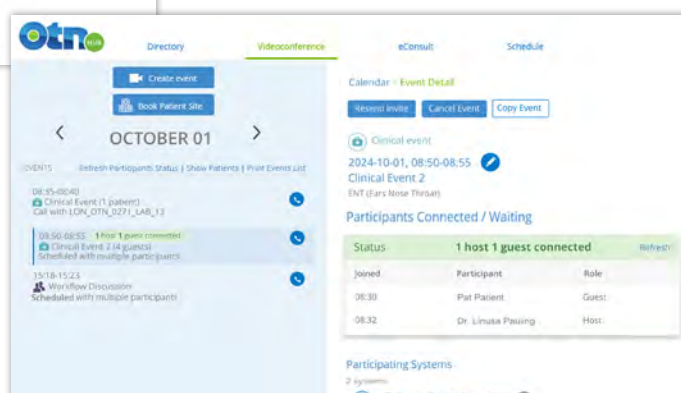 Otn HUB
Directory
Videoconference
eConsult
Schedule
Create event
Book Patient Site
OCTOBER 01
EVENTS Refresh Participants Status | Show Patients | Print Events List
08:35-08:40
Clinical Event (1 patient)
Call with LON_OTN_0271_LAB_13
08:50-08:55 1 host 1 guest connected
Clinical Event 2 (4 guests)
Scheduled with multiple participants
15:18-15:23
Workflow Discussion
Scheduled with multiple participants
Calendar > Event Detail
Resend Invite
Cancel Event
Copy Event
Clinical event
2024-10-01, 08:50-08:55
Clinical Event 2
ENT (Ears Nose Throat)
Participants Connected / Waiting
Status 1 host 1 guest connected Refresh
Joined Participant Role
08:30 Pat Patient Guest
08:32 Dr. Linusa Pausing Host
Participating Systems
2 systems